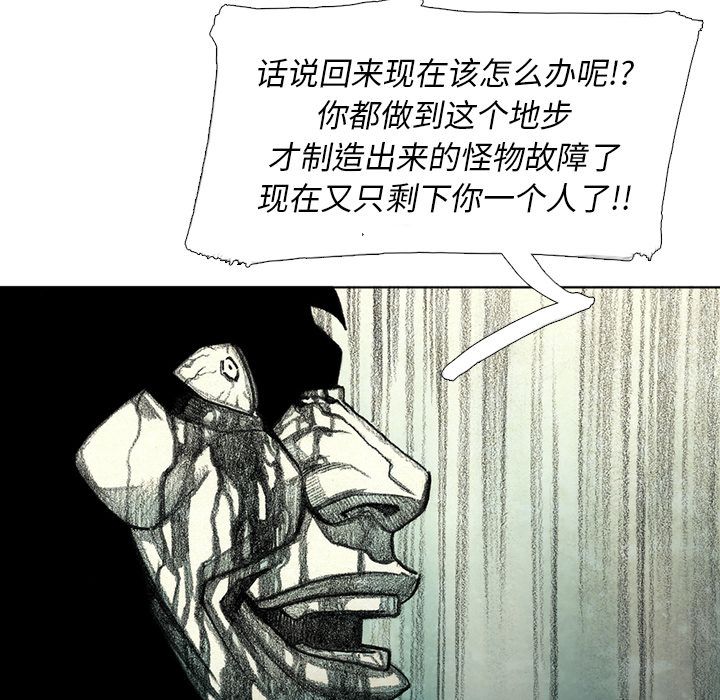 话说回来现在该怎么办呢!?
你都做到这个地步
才制造出来的怪物故障了
现在又只剩下你一个人了!!